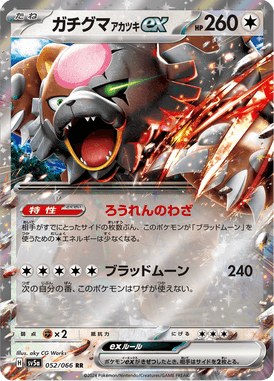 たね ガチグマ アカツキ ex HP 260
特性 ろうれんのわざ
相手がすでにとったサイドの枚数ぶん、このポケモンが「ブラッドムーン」を
使うためのエネルギーは少なくなる。
ブラッドムーン 240
次の自分の番、このポケモンはワザが使えない。
弱点 ×2 抵抗力 にげる
Illus. aky CG Works
exルール
ポケモンexがきぜつしたとき、相手はサイドを2枚とる。
H sv5a 052/066 RR
©2024 Pokémon/Nintendo/Creatures/GAME FREAK